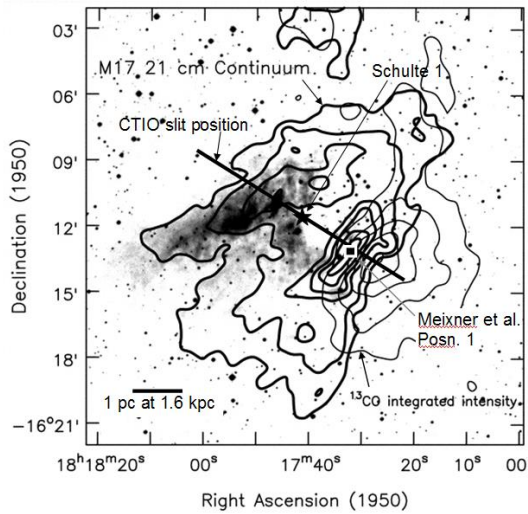 M17 21 cm Continuum
Schulte 1
CTIO slit position
Meixner et al.
Posn. 1
¹³CO integrated intensity
1 pc at 1.6 kpc
Declination (1950)
03'
06'
09'
12'
15'
18'
−16°21'
18ʰ18ᵐ20ˢ 00ˢ 17ᵐ40ˢ 20ˢ 10ˢ 00
Right Ascension (1950)